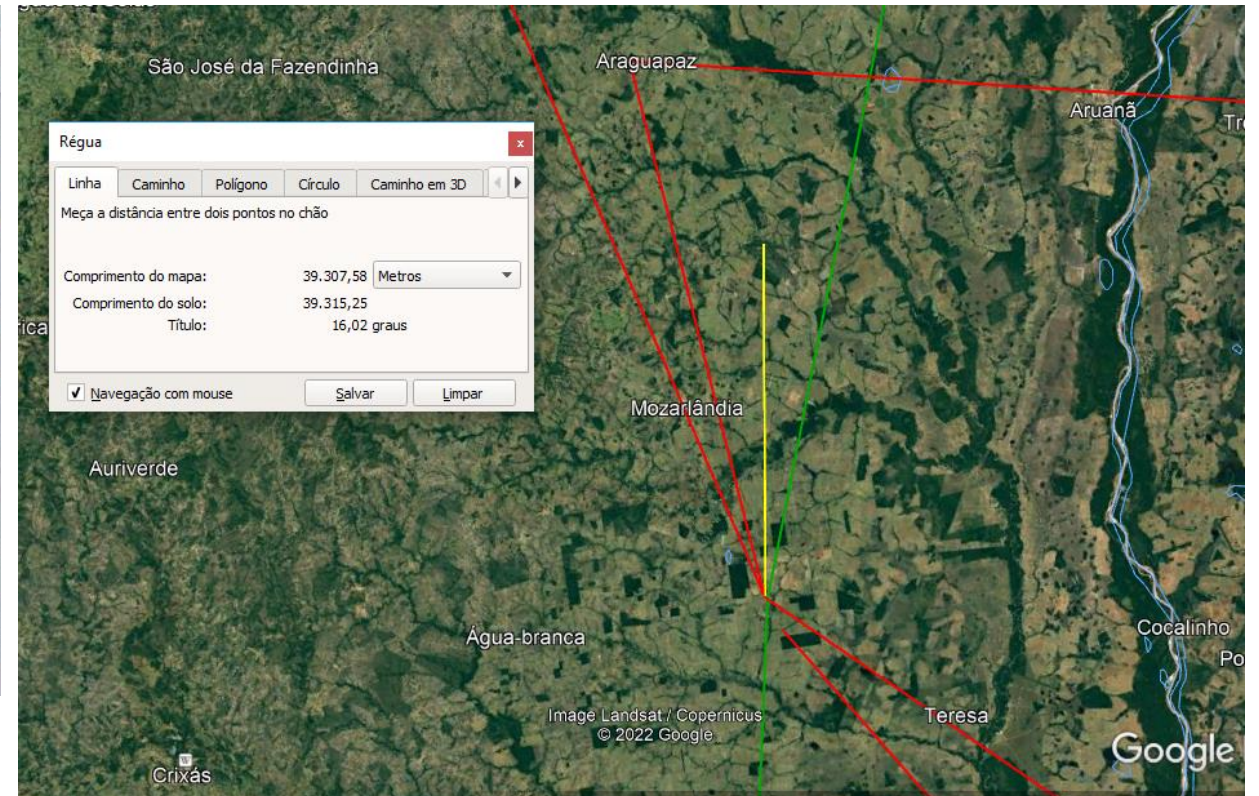 São José da Fazendinha
Araguapaz
Aruanã
Régua
x
Linha Caminho Polígono Círculo Caminho em 3D
Meça a distância entre dois pontos no chão
Comprimento do mapa: 39.307,58 Metros
Comprimento do solo: 39.315,25
Título: 16,02 graus
Navegação com mouse Salvar Limpar
Mozarlândia
Auriverde
Água-branca
Cocalinho
Po
Teresa
Image Landsat / Copernicus
© 2022 Google
Google
Crixás
W